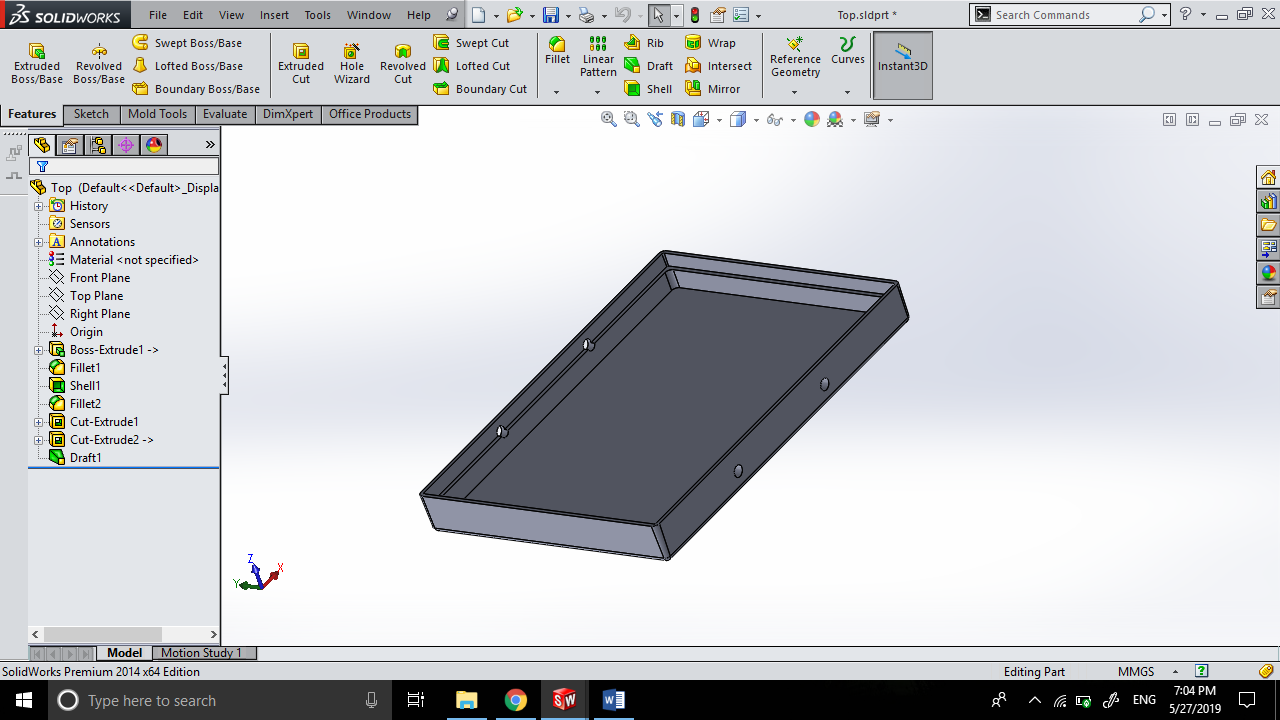 SOLIDWORKS File Edit View Insert Tools Window Help Top.sldprt * Search Commands ?
Extruded Boss/Base
Revolved Boss/Base
Swept Boss/Base
Lofted Boss/Base
Boundary Boss/Base
Extruded Cut
Hole Wizard
Revolved Cut
Swept Cut
Lofted Cut
Boundary Cut
Fillet
Linear Pattern
Rib
Draft
Shell
Wrap
Intersect
Mirror
Reference Geometry
Curves
Instant3D
Features Sketch Mold Tools Evaluate DimXpert Office Products
Top (Default<<Default>_Displa
History
Sensors
Annotations
Material <not specified>
Front Plane
Top Plane
Right Plane
Origin
Boss-Extrude1 ->
Fillet1
Shell1
Fillet2
Cut-Extrude1
Cut-Extrude2 ->
Draft1
Z
X
Y
Model Motion Study 1
SolidWorks Premium 2014 x64 Edition Editing Part MMGS ?
Type here to search ENG 7:04 PM
5/27/2019